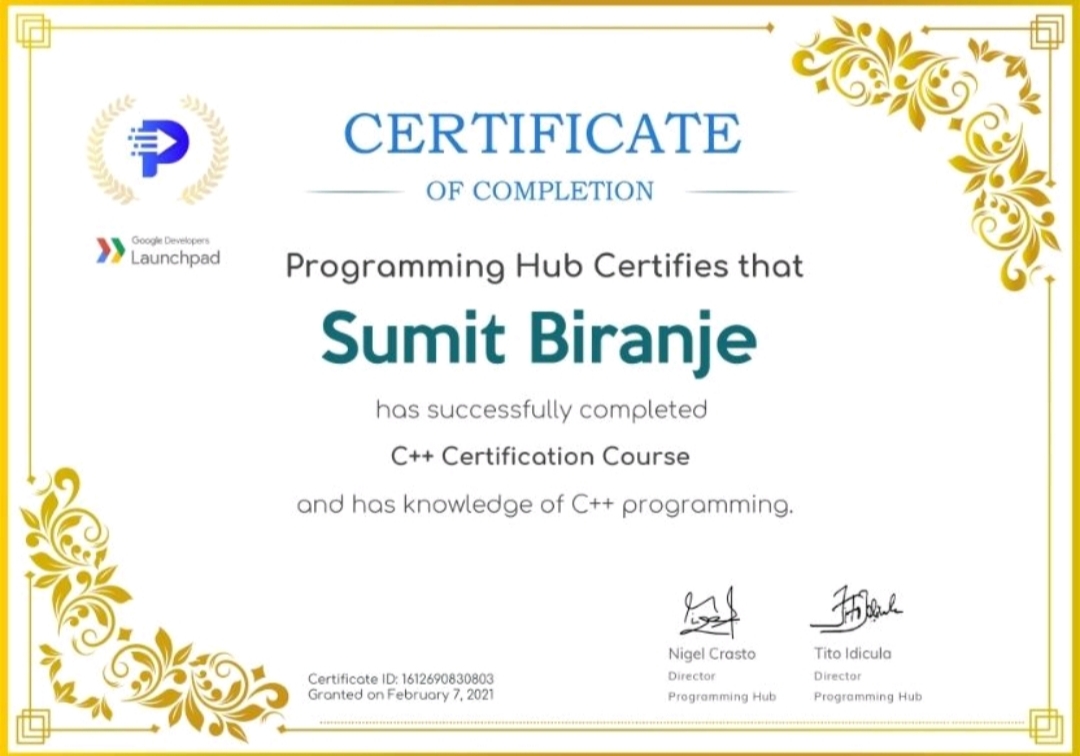 CERTIFICATE
OF COMPLETION
Google Developers
Launchpad
Programming Hub Certifies that
Sumit Biranje
has successfully completed
C++ Certification Course
and has knowledge of C++ programming.
Nigel Crasto
Director
Programming Hub
Tito Idicula
Director
Programming Hub
Certificate ID: 1612690830803
Granted on February 7, 2021